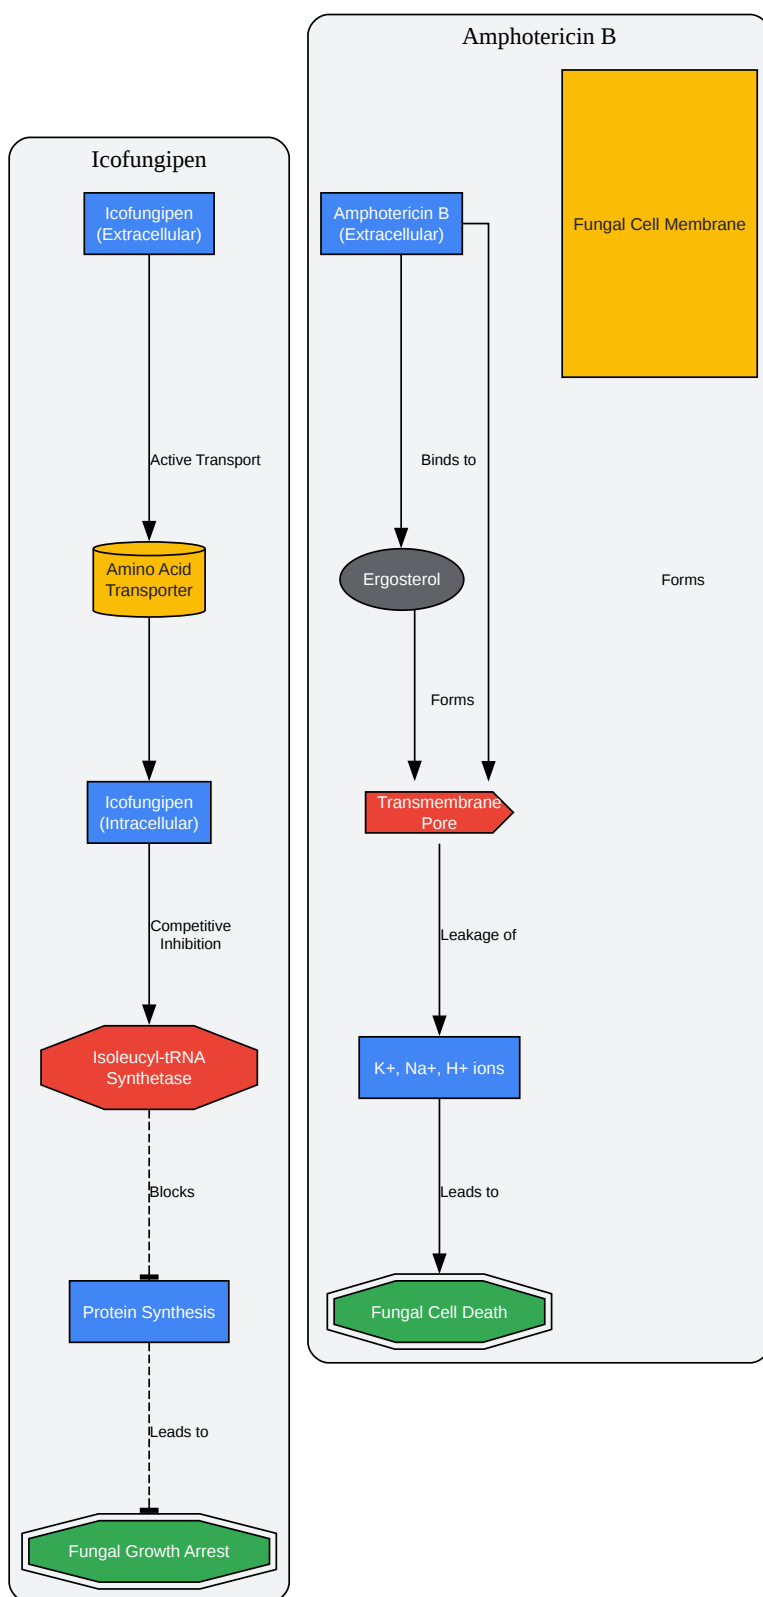 Icofungipen
Icofungipen
(Extracellular)
Active Transport
Amino Acid
Transporter
Icofungipen
(Intracellular)
Competitive
Inhibition
Isoleucyl-tRNA
Synthetase
Blocks
Protein Synthesis
Leads to
Fungal Growth Arrest
Amphotericin B
Amphotericin B
(Extracellular)
Fungal Cell Membrane
Binds to
Ergosterol
Forms
Forms
Transmembrane
Pore
Leakage of
K+, Na+, H+ ions
Leads to
Fungal Cell Death